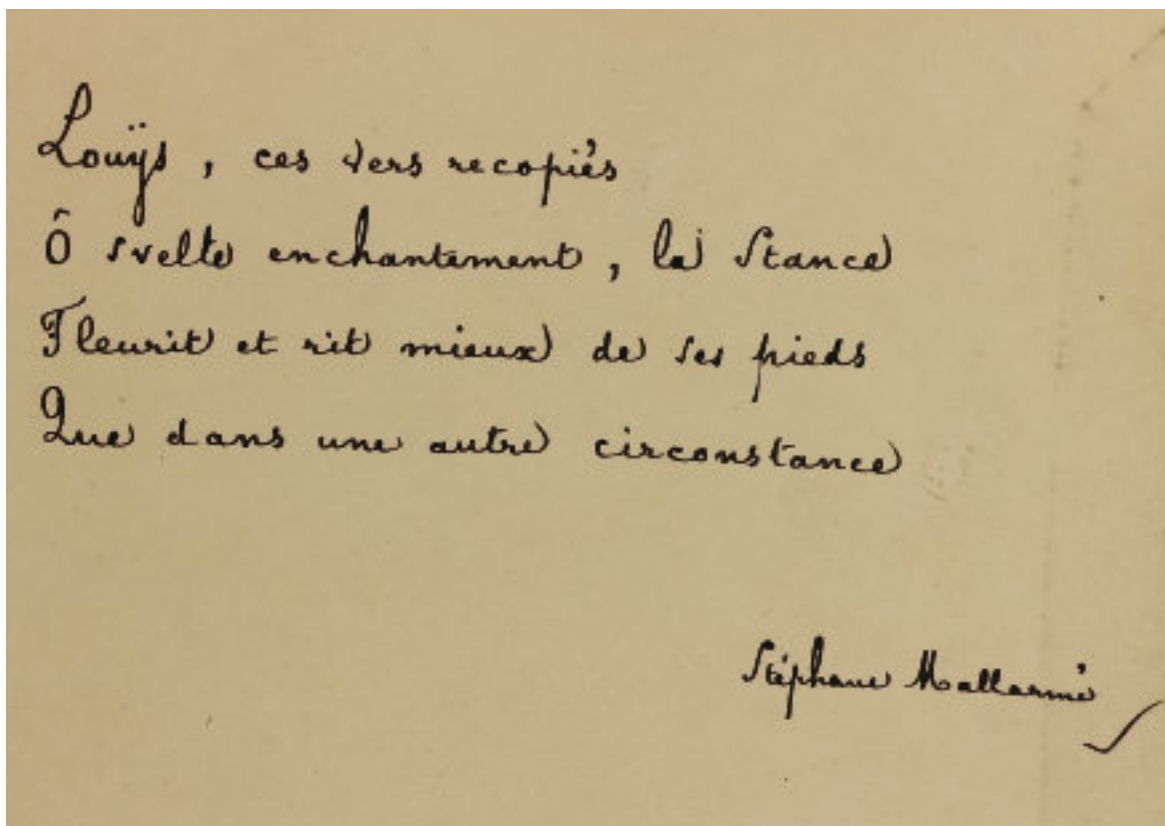 Louÿs, ces vers recopiés
Ô svelte enchantement, la Stance
Fleurit et rit mieux de ses pieds
Que dans une autre circonstance
Stéphane Mallarmé